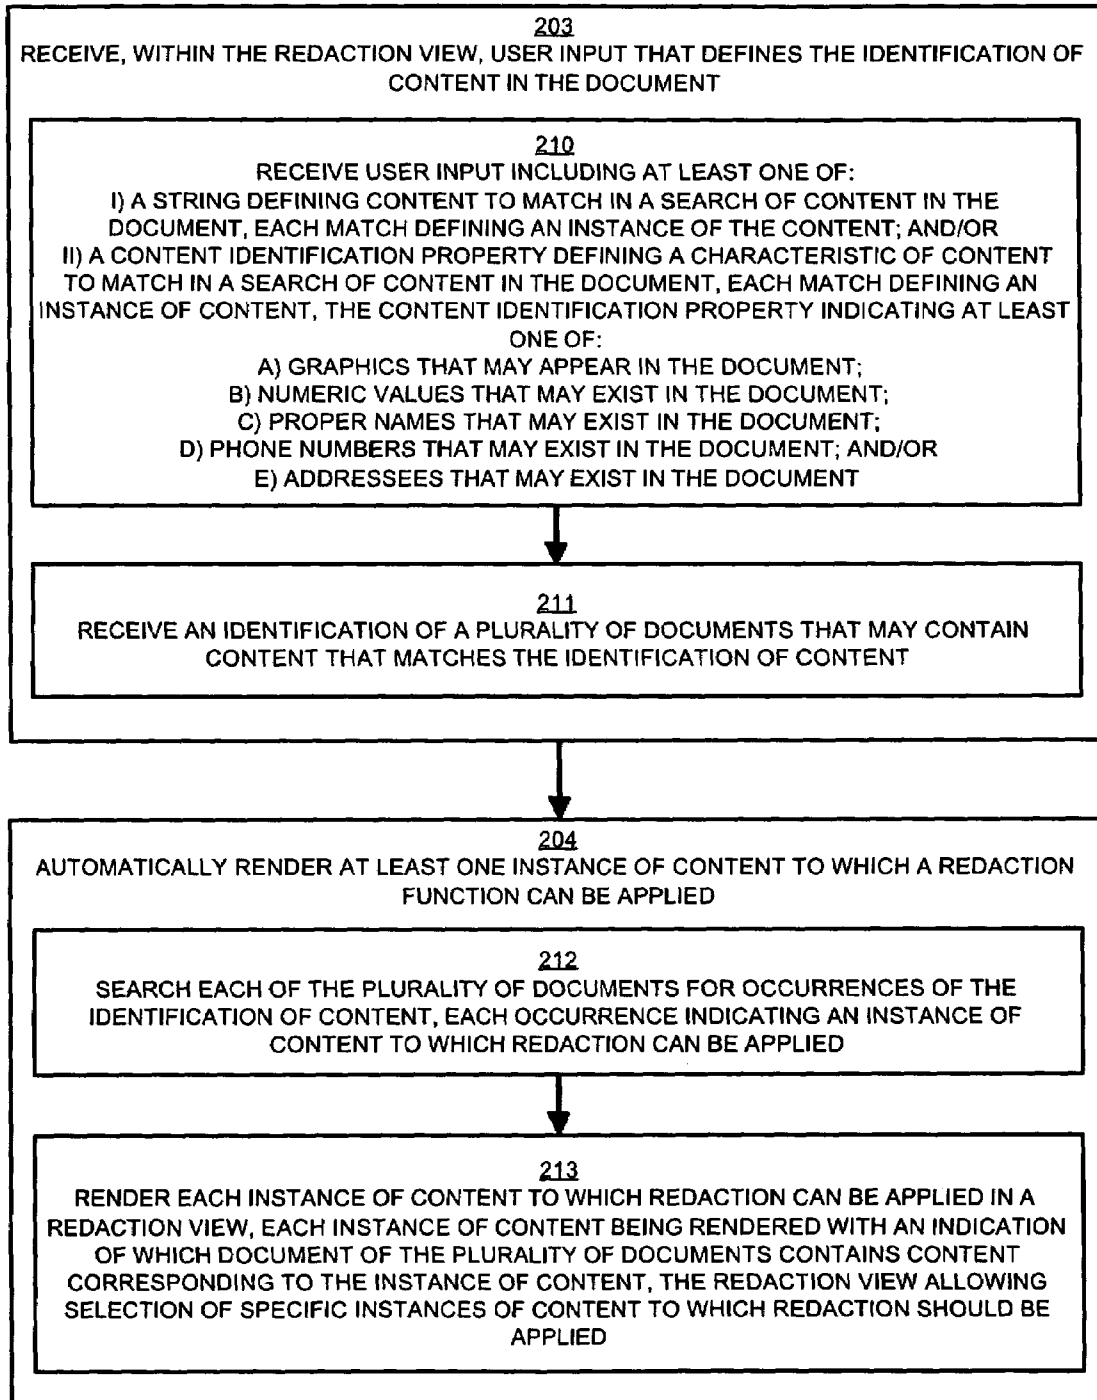 203
RECEIVE, WITHIN THE REDACTION VIEW, USER INPUT THAT DEFINES THE IDENTIFICATION OF
CONTENT IN THE DOCUMENT
210
RECEIVE USER INPUT INCLUDING AT LEAST ONE OF:
I) A STRING DEFINING CONTENT TO MATCH IN A SEARCH OF CONTENT IN THE
DOCUMENT, EACH MATCH DEFINING AN INSTANCE OF THE CONTENT; AND/OR
II) A CONTENT IDENTIFICATION PROPERTY DEFINING A CHARACTERISTIC OF CONTENT
TO MATCH IN A SEARCH OF CONTENT IN THE DOCUMENT, EACH MATCH DEFINING AN
INSTANCE OF CONTENT, THE CONTENT IDENTIFICATION PROPERTY INDICATING AT LEAST
ONE OF:
A) GRAPHICS THAT MAY APPEAR IN THE DOCUMENT;
B) NUMERIC VALUES THAT MAY EXIST IN THE DOCUMENT;
C) PROPER NAMES THAT MAY EXIST IN THE DOCUMENT;
D) PHONE NUMBERS THAT MAY EXIST IN THE DOCUMENT; AND/OR
E) ADDRESSEES THAT MAY EXIST IN THE DOCUMENT
211
RECEIVE AN IDENTIFICATION OF A PLURALITY OF DOCUMENTS THAT MAY CONTAIN
CONTENT THAT MATCHES THE IDENTIFICATION OF CONTENT
204
AUTOMATICALLY RENDER AT LEAST ONE INSTANCE OF CONTENT TO WHICH A REDACTION
FUNCTION CAN BE APPLIED
212
SEARCH EACH OF THE PLURALITY OF DOCUMENTS FOR OCCURRENCES OF THE
IDENTIFICATION OF CONTENT, EACH OCCURRENCE INDICATING AN INSTANCE OF
CONTENT TO WHICH REDACTION CAN BE APPLIED
213
RENDER EACH INSTANCE OF CONTENT TO WHICH REDACTION CAN BE APPLIED IN A
REDACTION VIEW, EACH INSTANCE OF CONTENT BEING RENDERED WITH AN INDICATION
OF WHICH DOCUMENT OF THE PLURALITY OF DOCUMENTS CONTAINS CONTENT
CORRESPONDING TO THE INSTANCE OF CONTENT, THE REDACTION VIEW ALLOWING
SELECTION OF SPECIFIC INSTANCES OF CONTENT TO WHICH REDACTION SHOULD BE
APPLIED